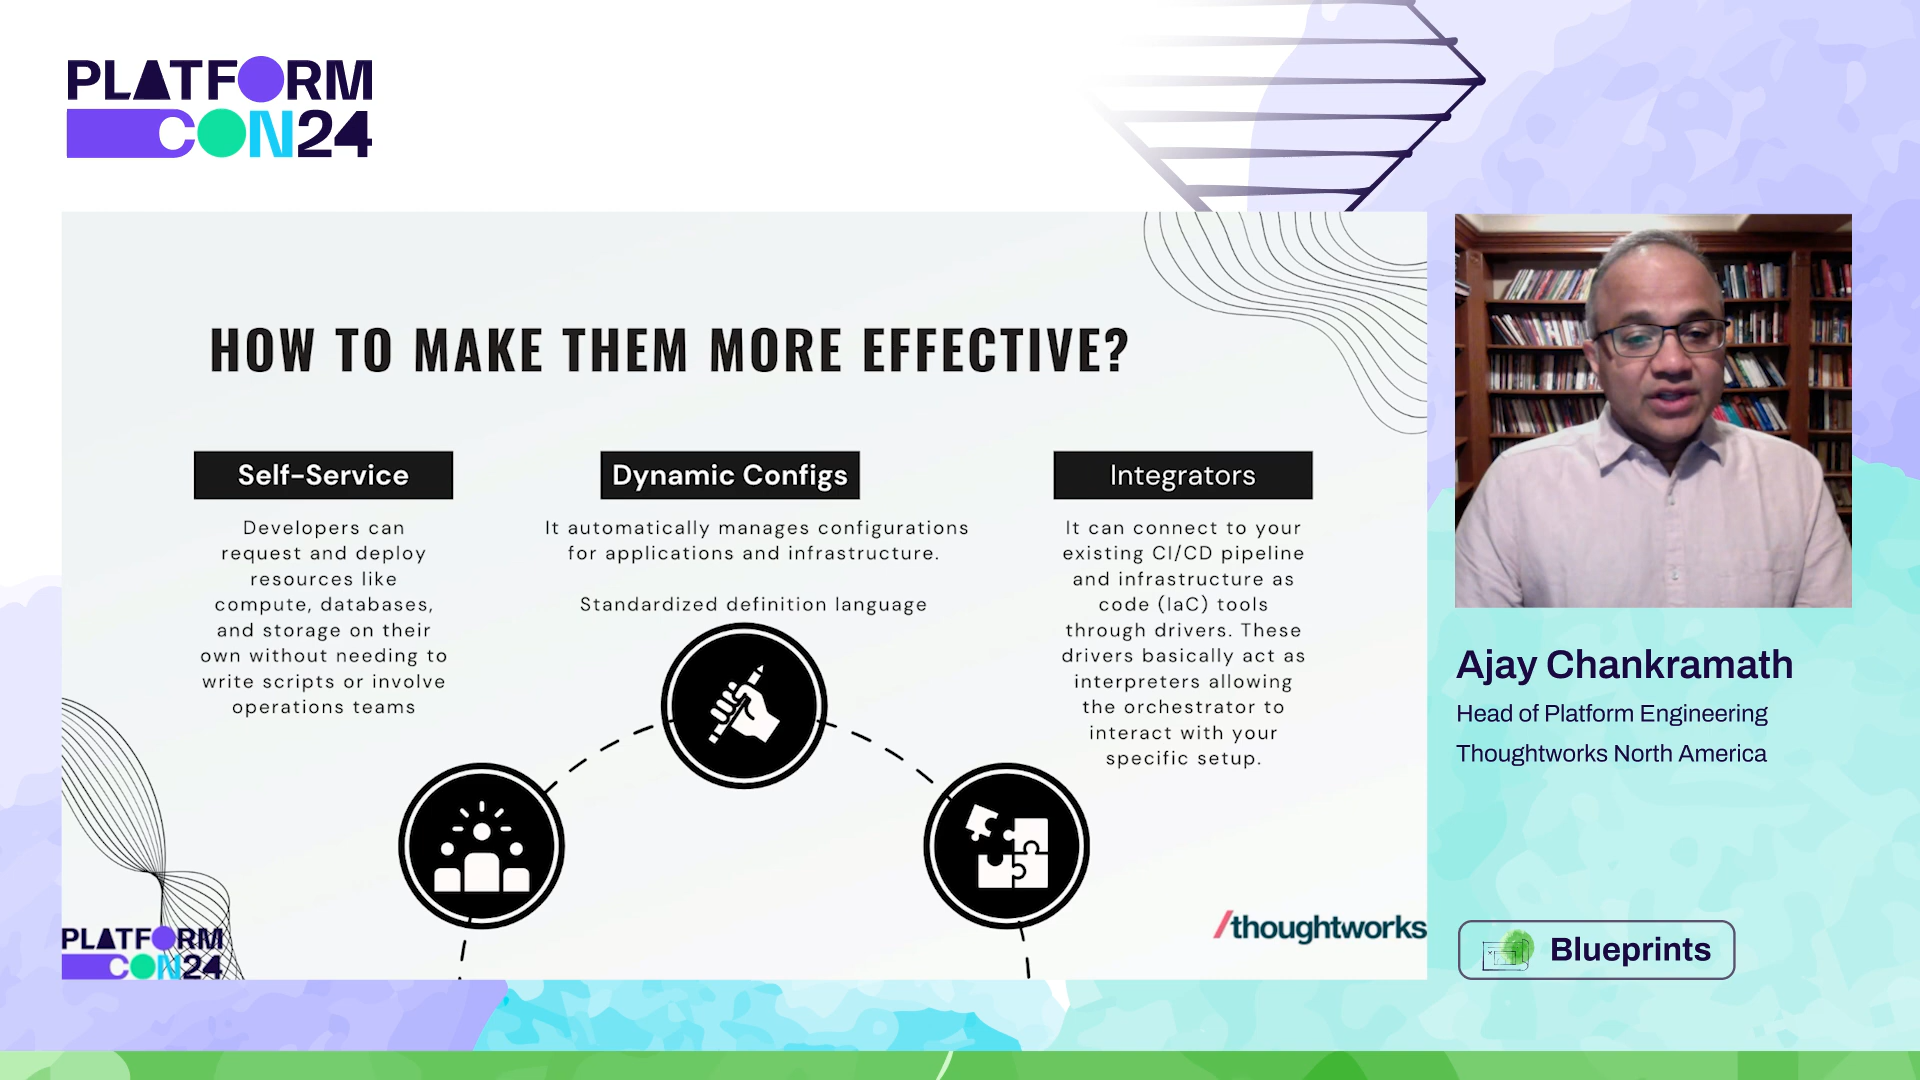 PLATFORM
CON24
HOW TO MAKE THEM MORE EFFECTIVE?
Self-Service
Developers can
request and deploy
resources like
compute, databases,
and storage on their
own without needing to
write scripts or involve
operations teams
Dynamic Configs
It automatically manages configurations
for applications and infrastructure.
Standardized definition language
Integrators
It can connect to your
existing CI/CD pipeline
and infrastructure as
code (IaC) tools
through drivers. These
drivers basically act as
interpreters allowing
the orchestrator to
interact with your
specific setup.
PLATFORM
CON24
/thoughtworks
Ajay Chankramath
Head of Platform Engineering
Thoughtworks North America
Blueprints